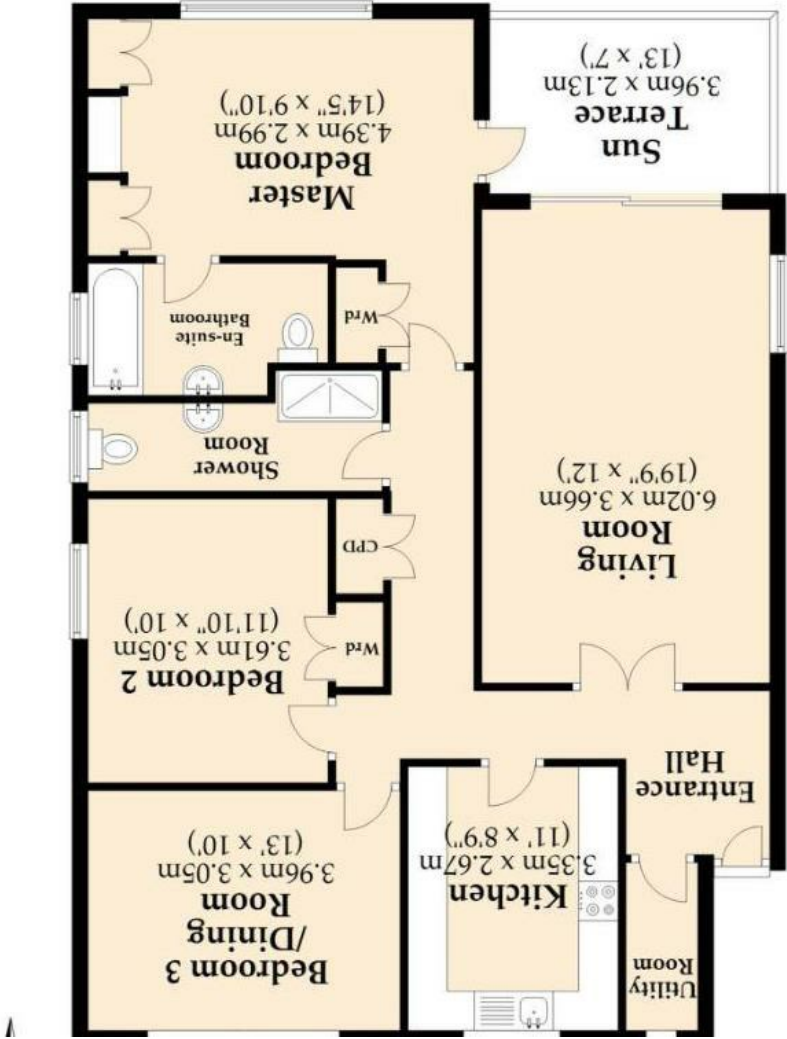 Utility
Room
Kitchen
3.35m x 2.67m
(11' x 8'9")
Bedroom 3
/Dining
Room
3.96m x 3.05m
(13' x 10')
Entrance
Hall
Bedroom 2
3.61m x 3.05m
(11'10" x 10')
Wrd
CPD
Living
Room
6.02m x 3.66m
(19'9" x 12')
Shower
Room
En-suite
Bathroom
Wrd
Master
Bedroom
4.39m x 2.99m
(14'5" x 9'10")
Sun
Terrace
3.96m x 2.13m
(13' x 7')